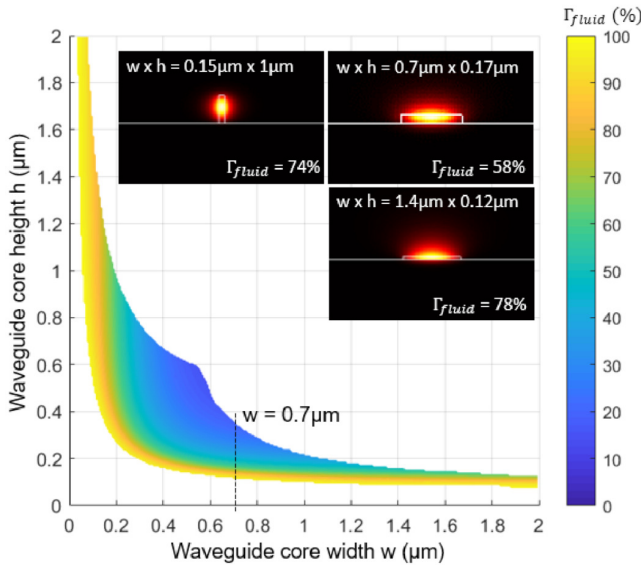 Γfluid (%)
w x h = 0.15μm x 1μm
Γfluid = 74%
w x h = 0.7μm x 0.17μm
Γfluid = 58%
w x h = 1.4μm x 0.12μm
Γfluid = 78%
w = 0.7μm
Waveguide core height h (μm)
2
1.8
1.6
1.4
1.2
1
0.8
0.6
0.4
0.2
0
0 0.2 0.4 0.6 0.8 1 1.2 1.4 1.6 1.8 2
Waveguide core width w (μm)
100
90
80
70
60
50
40
30
20
10
0